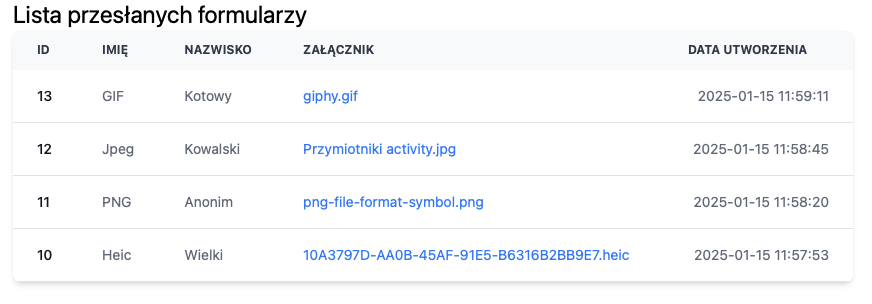 Lista przesłanych formularzy
ID IMIĘ NAZWISKO ZAŁĄCZNIK DATA UTWORZENIA
13 GIF Kotowy giphy.gif 2025-01-15 11:59:11
12 Jpeg Kowalski Przymiotniki activity.jpg 2025-01-15 11:58:45
11 PNG Anonim png-file-format-symbol.png 2025-01-15 11:58:20
10 Heic Wielki 10A3797D-AA0B-45AF-91E5-B6316B2BB9E7.heic 2025-01-15 11:57:53